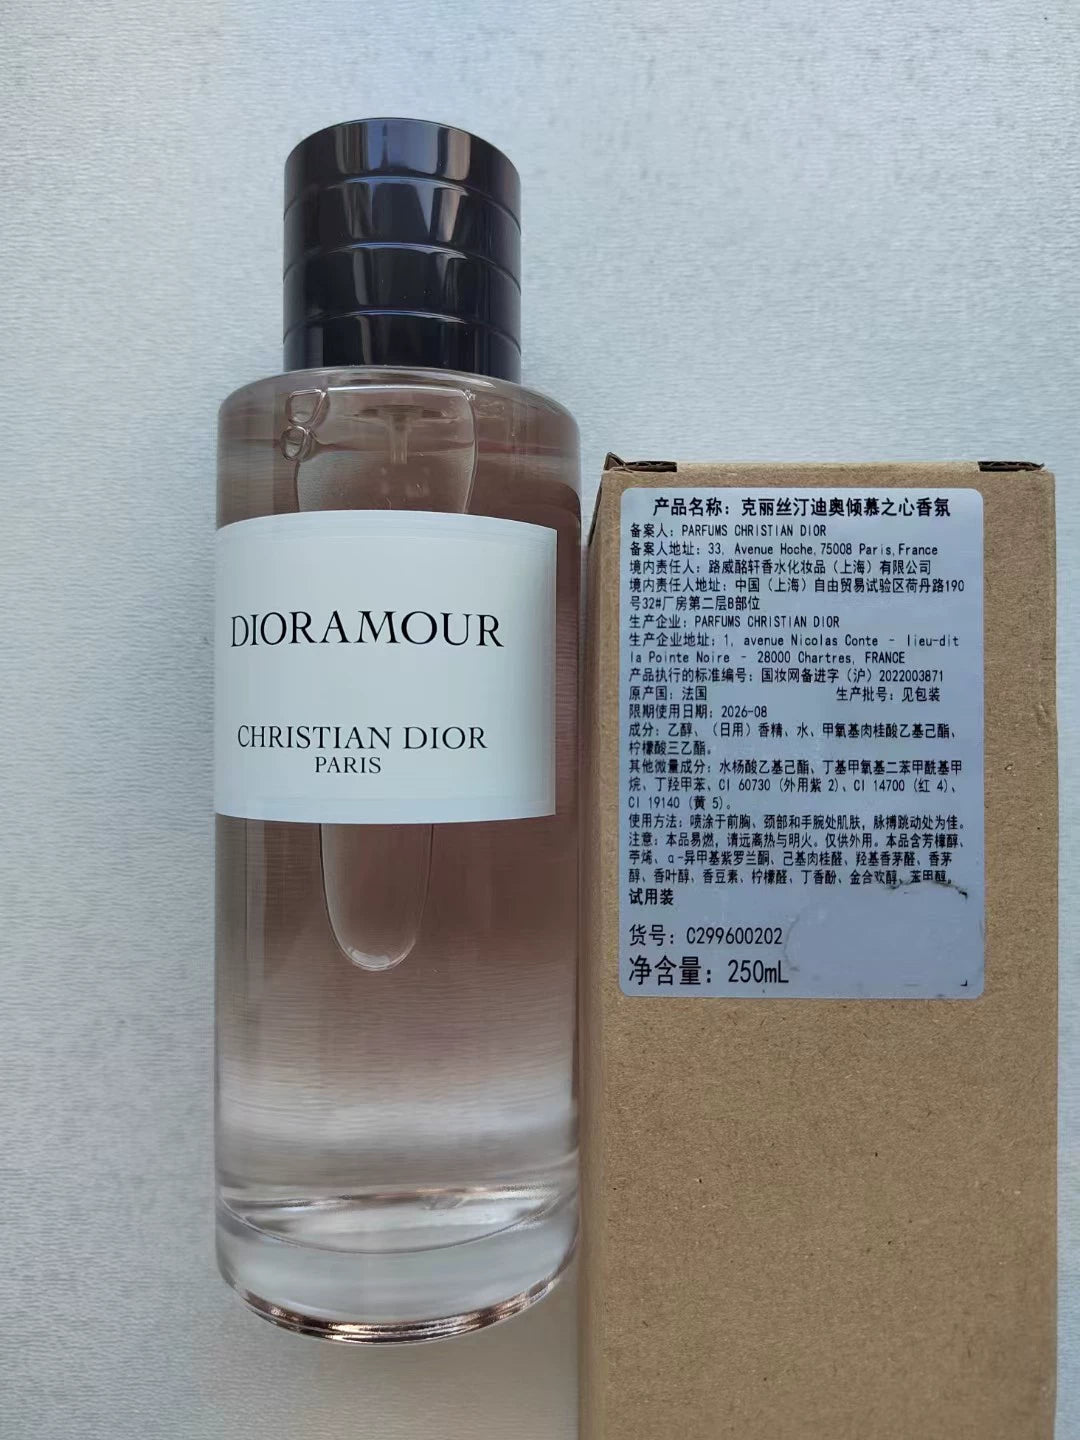 DIORAMOUR
CHRISTIAN DIOR
PARIS
产品名称：克丽丝汀迪奥倾慕之心香氛
备案人：PARFUMS CHRISTIAN DIOR
备案人地址：33, Avenue Hoche,75008 Paris,France
境内责任人：路威酩轩香水化妆品（上海）有限公司
境内责任人地址：中国（上海）自由贸易试验区荷丹路190
号32#厂房第二层B部位
生产企业：PARFUMS CHRISTIAN DIOR
生产企业地址：1, avenue Nicolas Conte – lieu-dit
la Pointe Noire – 28000 Chartres, FRANCE
产品执行的标准编号：国妆网备进字（沪）2022003871
原产国：法国 生产批号：见包装
限期使用日期：2026-08
成分：乙醇、（日用）香精、水、甲氧基肉桂酸乙基己酯、
柠檬酸三乙酯。
其他微量成分：水杨酸乙基己酯、丁基甲氧基二苯甲酰基甲
烷、丁羟甲苯、CI 60730（外用紫 2）、CI 14700（红 4）、
CI 19140（黄 5）。
使用方法：喷涂于前胸、颈部和手腕处肌肤，脉搏跳动处为佳。
注意：本品易燃，请远离热与明火。仅供外用。本品含芳樟醇、
苧烯、α-异甲基紫罗兰酮、己基肉桂醛、羟基香茅醛、香茅
醇、香叶醇、香豆素、柠檬醛、丁香酚、金合欢醇、苯甲醇。
试用装
货号：C299600202
净含量：250mL